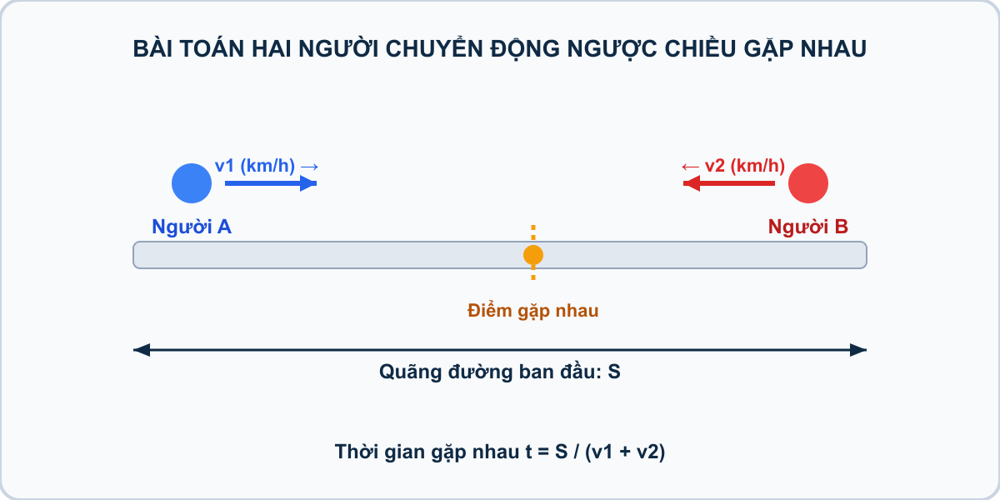 BÀI TOÁN HAI NGƯỜI CHUYỂN ĐỘNG NGƯỢC CHIỀU GẶP NHAU
v1 (km/h) →
← v2 (km/h)
Người A
Người B
Điểm gặp nhau
Quãng đường ban đầu: S
Thời gian gặp nhau t = S / (v1 + v2)